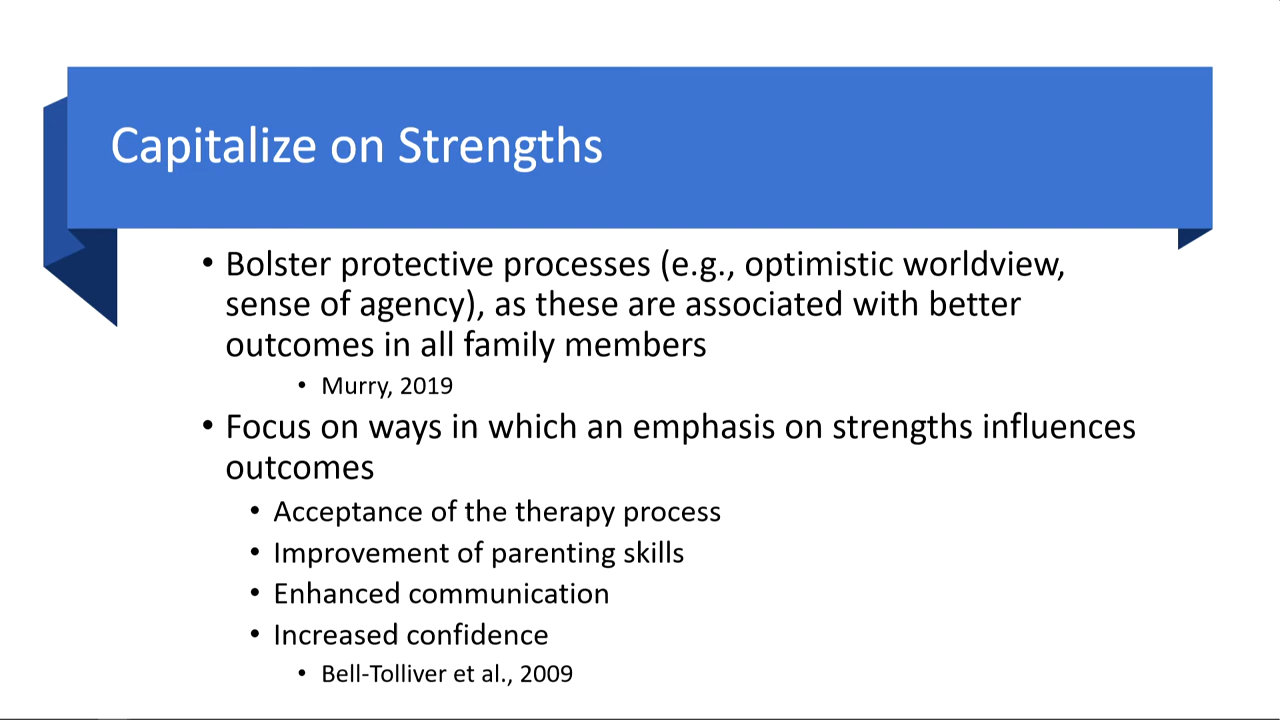 Capitalize on Strengths
• Bolster protective processes (e.g., optimistic worldview,
sense of agency), as these are associated with better
outcomes in all family members
• Murry, 2019
• Focus on ways in which an emphasis on strengths influences
outcomes
• Acceptance of the therapy process
• Improvement of parenting skills
• Enhanced communication
• Increased confidence
• Bell-Tolliver et al., 2009